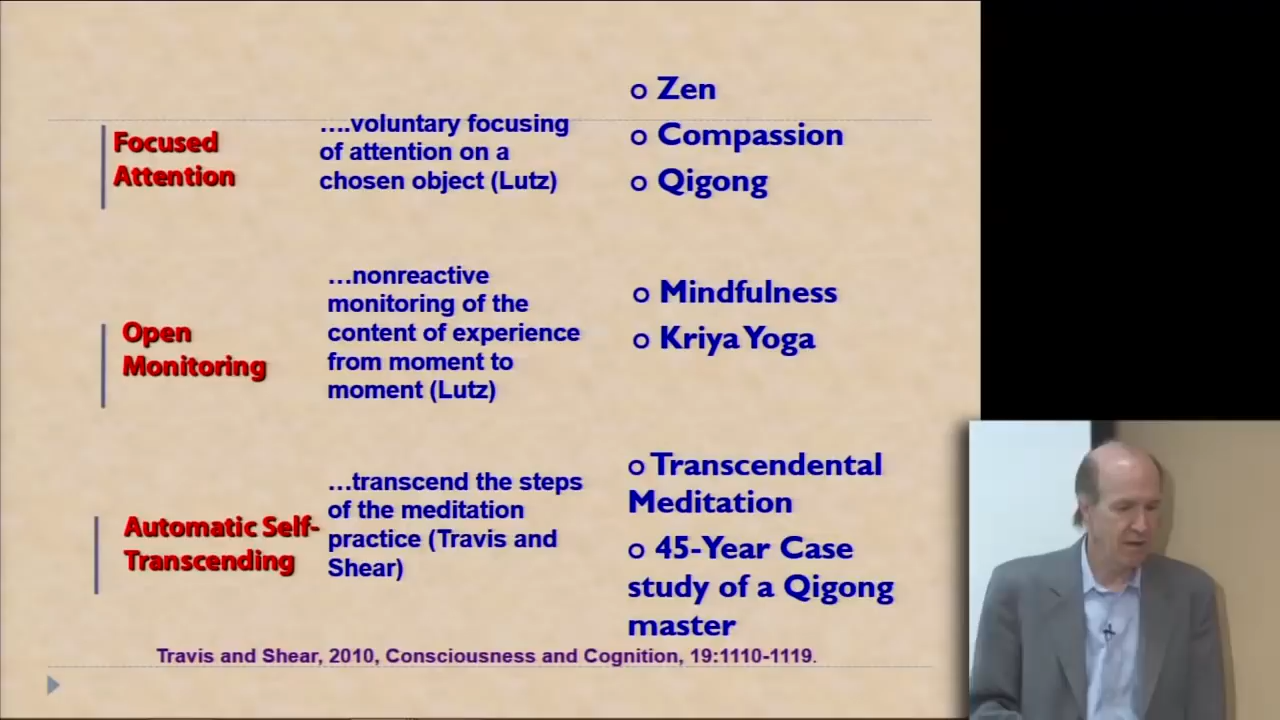 Focused
Attention
….voluntary focusing
of attention on a
chosen object (Lutz)
o Zen
o Compassion
o Qigong
Open
Monitoring
…nonreactive
monitoring of the
content of experience
from moment to
moment (Lutz)
o Mindfulness
o Kriya Yoga
Automatic Self-
Transcending
…transcend the steps
of the meditation
practice (Travis and
Shear)
o Transcendental
Meditation
o 45-Year Case
study of a Qigong
master
Travis and Shear, 2010, Consciousness and Cognition, 19:1110-1119.